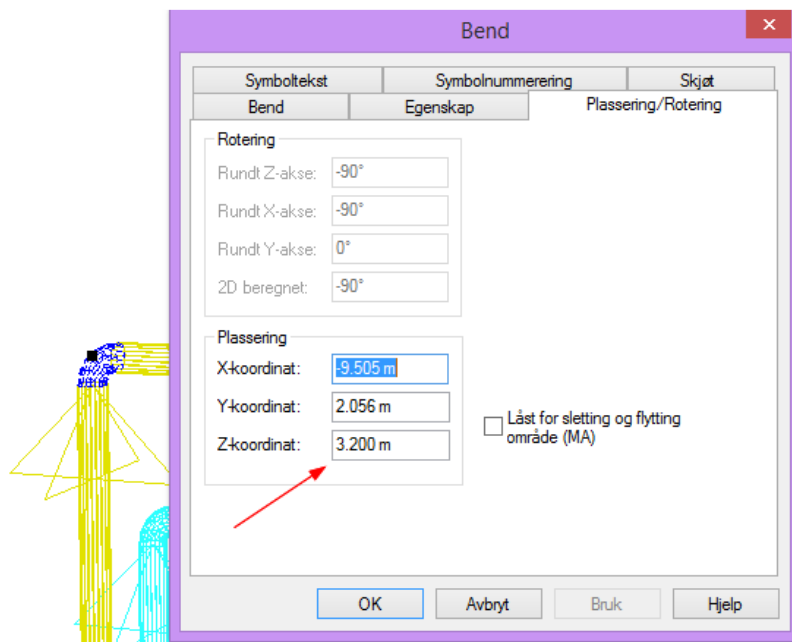 Bend
Symboltekst Symbolnummerering Skjøt
Bend Egenskap Plassering/Rotering
Rotering
Rundt Z-akse: -90°
Rundt X-akse: -90°
Rundt Y-akse: 0°
2D beregnet: -90°
Plassering
X-koordinat: -9.505 m
Y-koordinat: 2.056 m
Z-koordinat: 3.200 m
Låst for sletting og flytting
område (MA)
OK Avbryt Bruk Hjelp